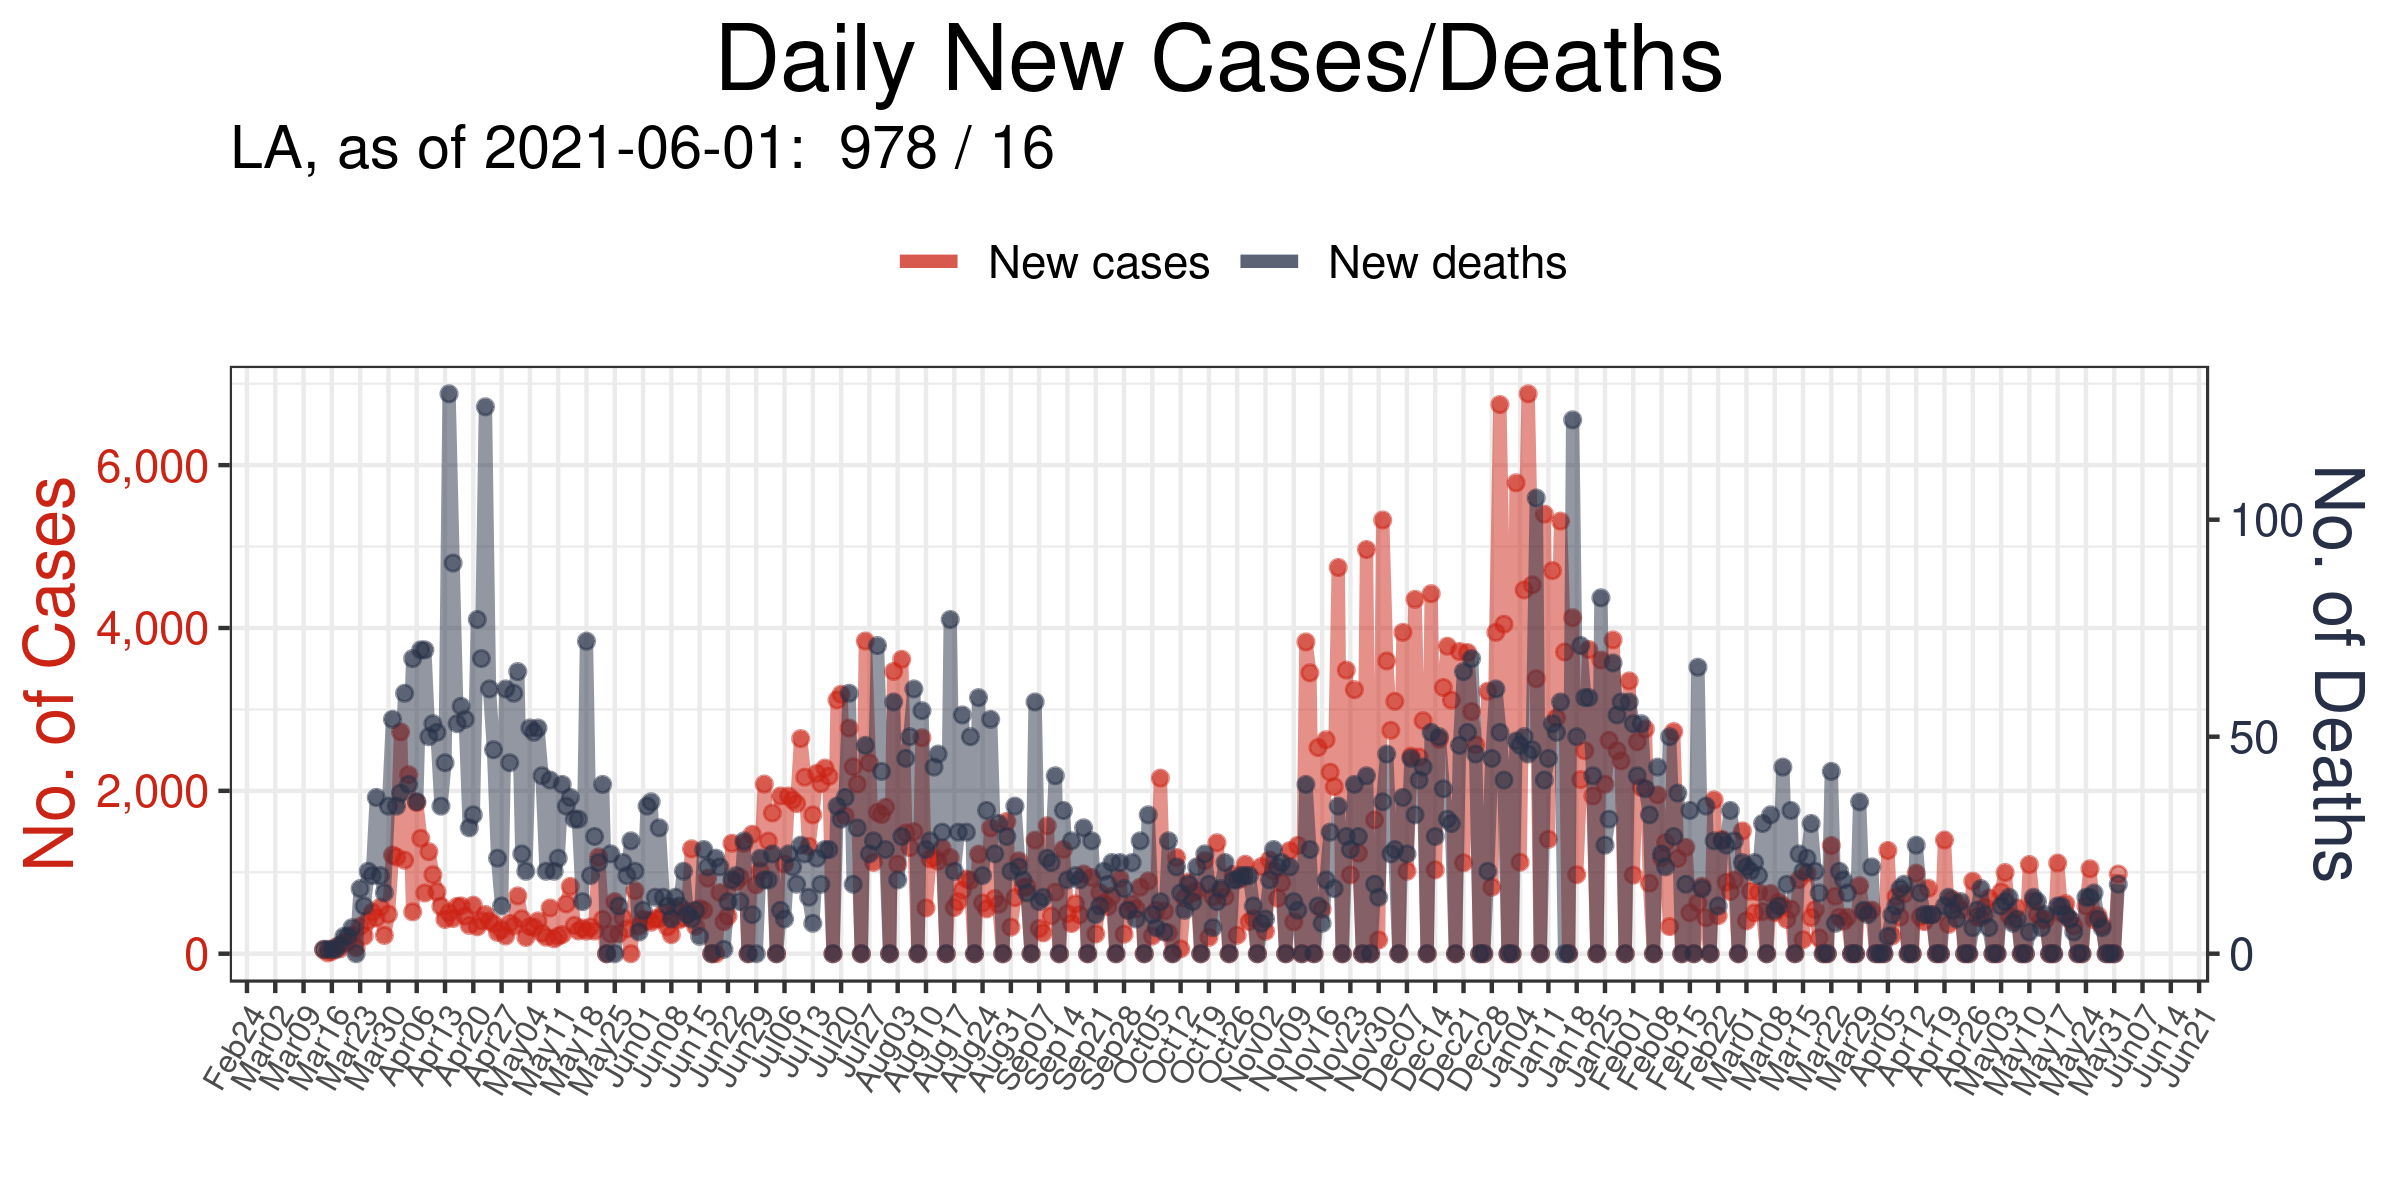 Daily New Cases/Deaths
LA, as of 2021-06-01:  978 / 16
New cases
New deaths
No. of Cases
6,000
4,000
2,000
0
No. of Deaths
100
50
0
Feb24
Mar02
Mar09
Mar16
Mar23
Mar30
Apr06
Apr13
Apr20
Apr27
May04
May11
May18
May25
Jun01
Jun08
Jun15
Jun22
Jun29
Jul06
Jul13
Jul20
Jul27
Aug03
Aug10
Aug17
Aug24
Aug31
Sep07
Sep14
Sep21
Sep28
Oct05
Oct12
Oct19
Oct26
Nov02
Nov09
Nov16
Nov23
Nov30
Dec07
Dec14
Dec21
Dec28
Jan04
Jan11
Jan18
Jan25
Feb01
Feb08
Feb15
Feb22
Mar01
Mar08
Mar15
Mar22
Mar29
Apr05
Apr12
Apr19
Apr26
May03
May10
May17
May24
May31
Jun07
Jun14
Jun21